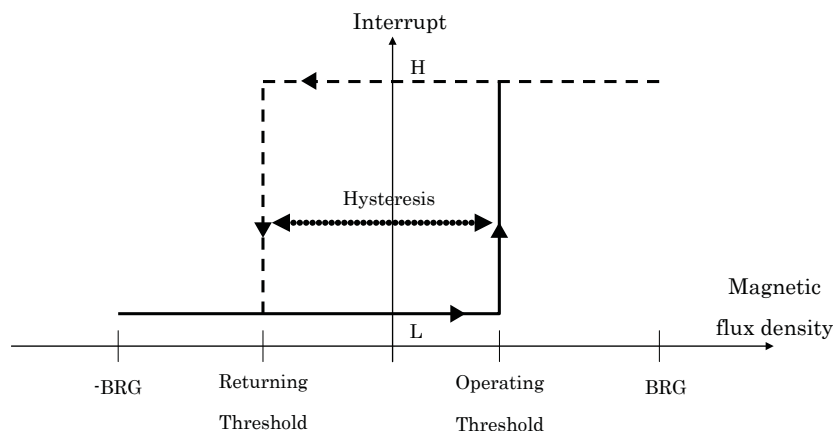 Interrupt
H
Hysteresis
Magnetic
flux density
L
-BRG
Returning
Threshold
Operating
Threshold
BRG